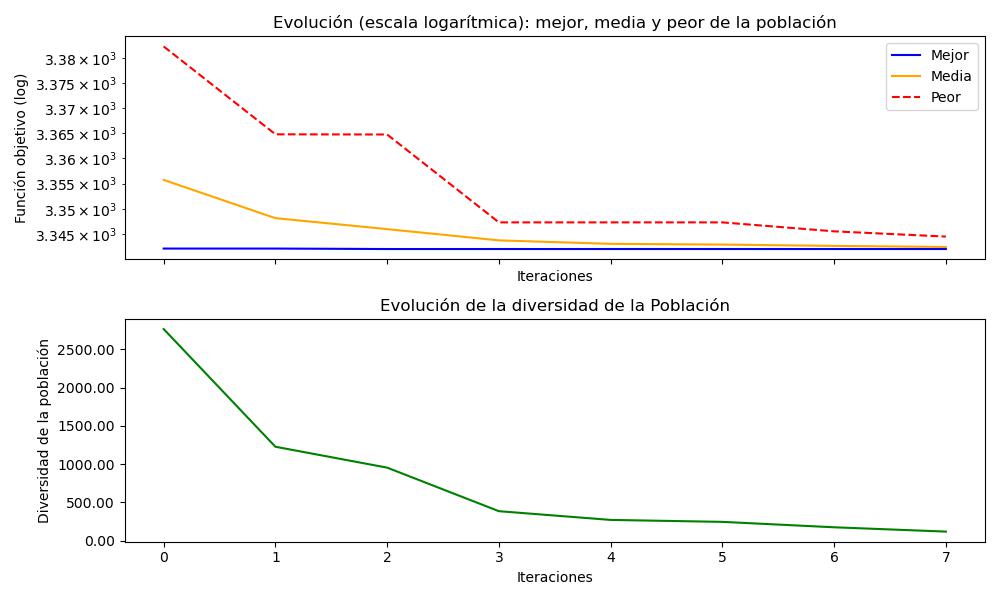 Evolución (escala logarítmica): mejor, media y peor de la población
Función objetivo (log)
3.38 × 10³
3.375 × 10³
3.37 × 10³
3.365 × 10³
3.36 × 10³
3.355 × 10³
3.35 × 10³
3.345 × 10³
Mejor
Media
Peor
Iteraciones
Evolución de la diversidad de la Población
Diversidad de la población
2500.00
2000.00
1500.00
1000.00
500.00
0.00
0 1 2 3 4 5 6 7
Iteraciones